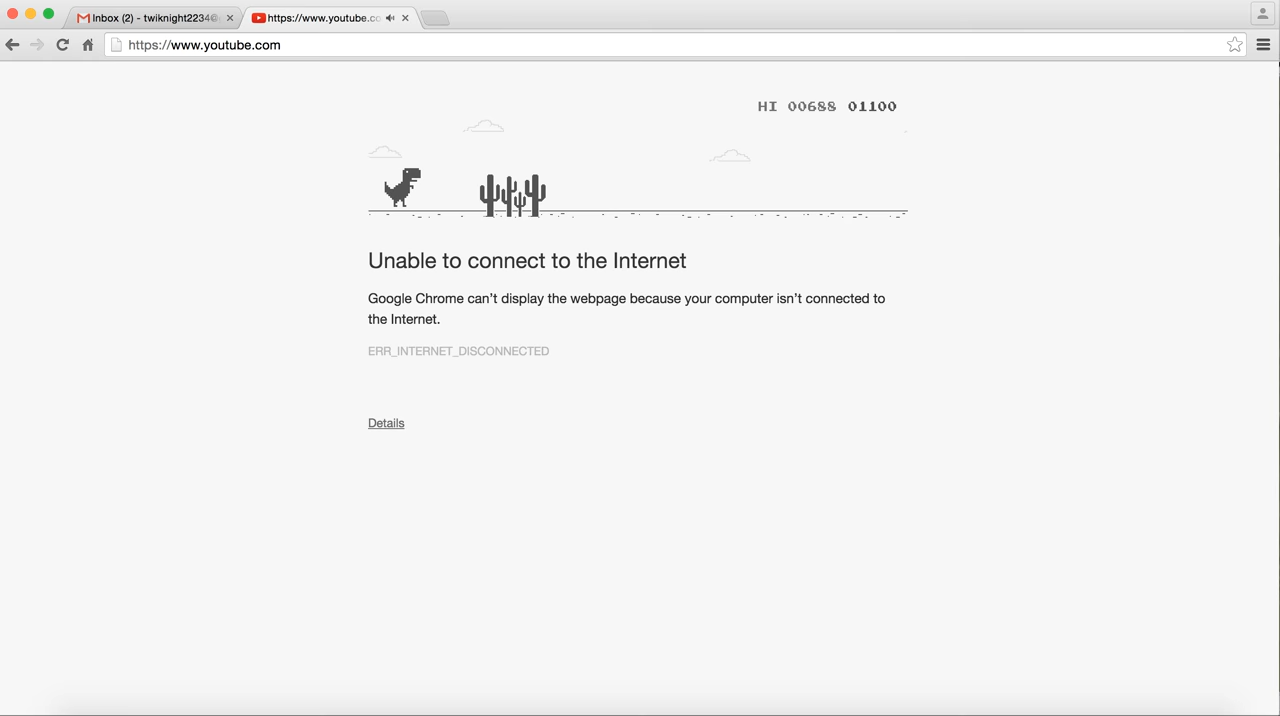 Inbox (2) - twiknight2234@
https://www.youtube.co
https://www.youtube.com
HI 00688 01100
Unable to connect to the Internet
Google Chrome can't display the webpage because your computer isn't connected to
the Internet.
ERR_INTERNET_DISCONNECTED
Details